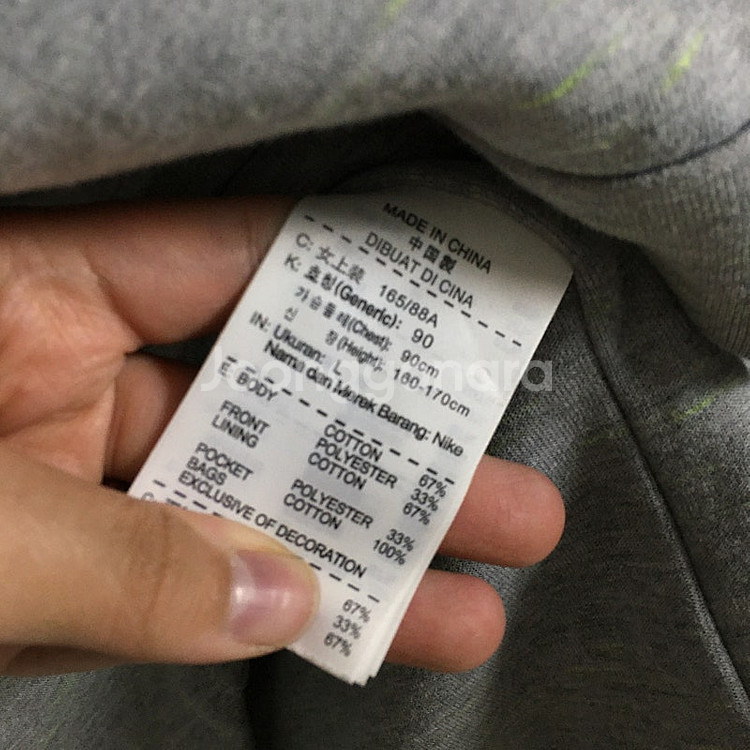 MADE IN CHINA
中国製
DIBUAT DI CINA
C: 女上装 165/88A
K: 호칭(Generic): 90
가슴둘레(Chest): 90cm
신 장(Height): 160-170cm
IN: Ukuran:
Nama dan Merek Barang: Nike
E: BODY COTTON 67%
POLYESTER 33%
FRONT COTTON 67%
LINING POLYESTER 33%
POCKET COTTON 100%
BAGS
EXCLUSIVE OF DECORATION
67%
33%
67%
Joonggonara